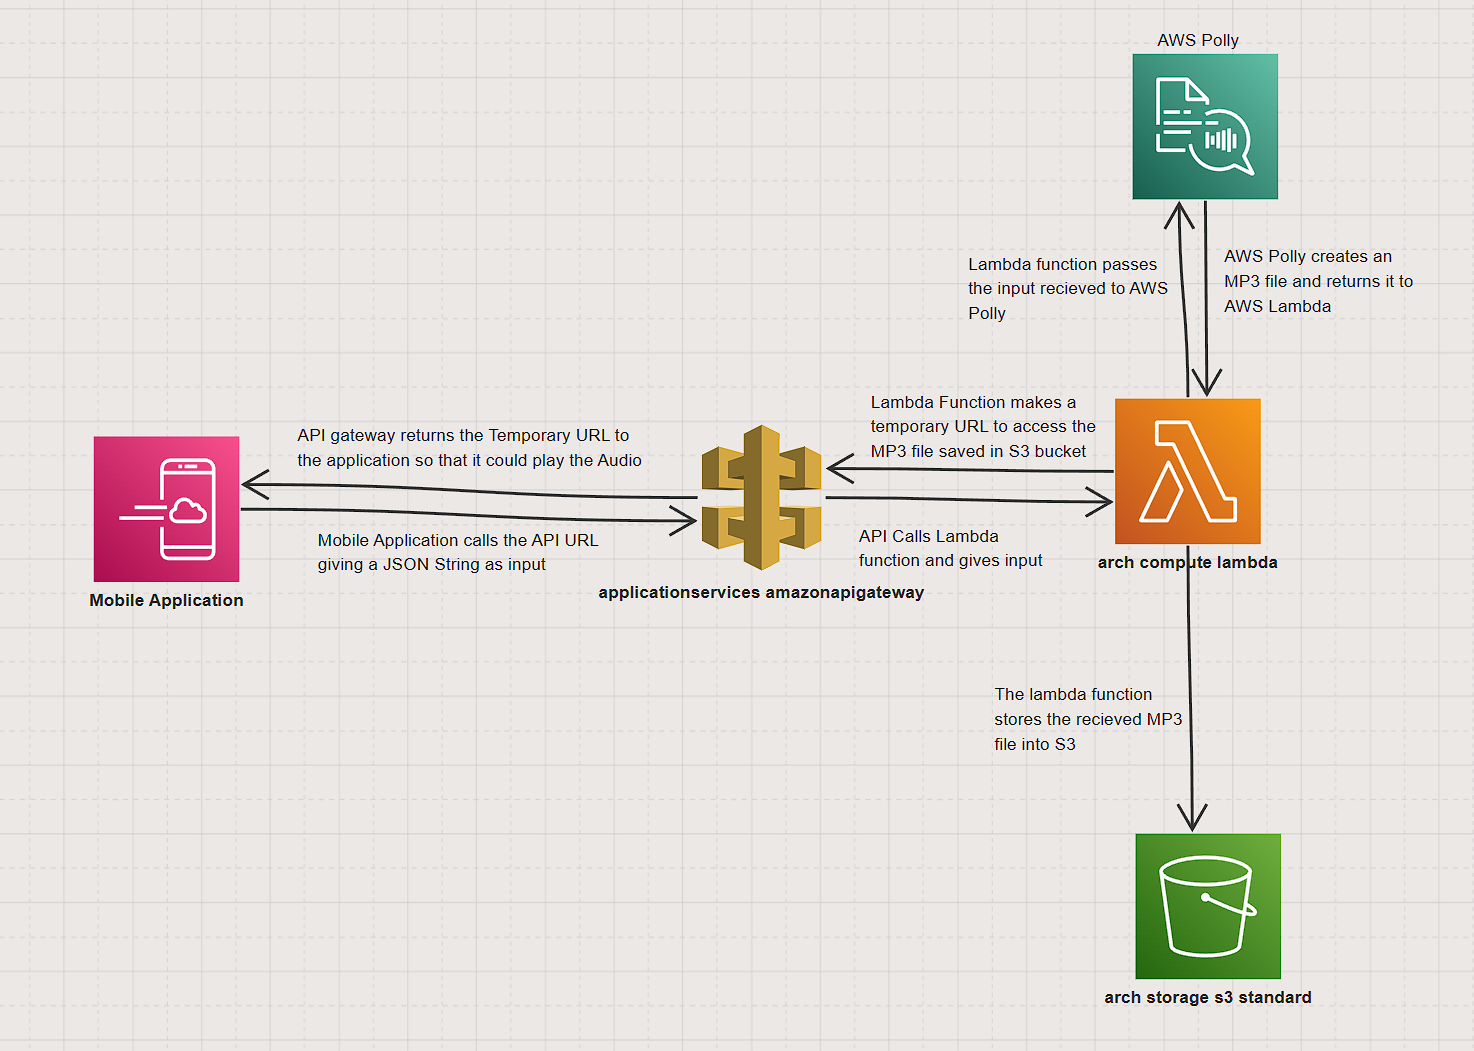 AWS Polly
Lambda function passes
the input recieved to AWS
Polly
AWS Polly creates an
MP3 file and returns it to
AWS Lambda
Lambda Function makes a
temporary URL to access the
MP3 file saved in S3 bucket
API gateway returns the Temporary URL to
the application so that it could play the Audio
Mobile Application calls the API URL
giving a JSON String as input
API Calls Lambda
function and gives input
arch compute lambda
Mobile Application
applicationservices amazonapigateway
The lambda function
stores the recieved MP3
file into S3
arch storage s3 standard